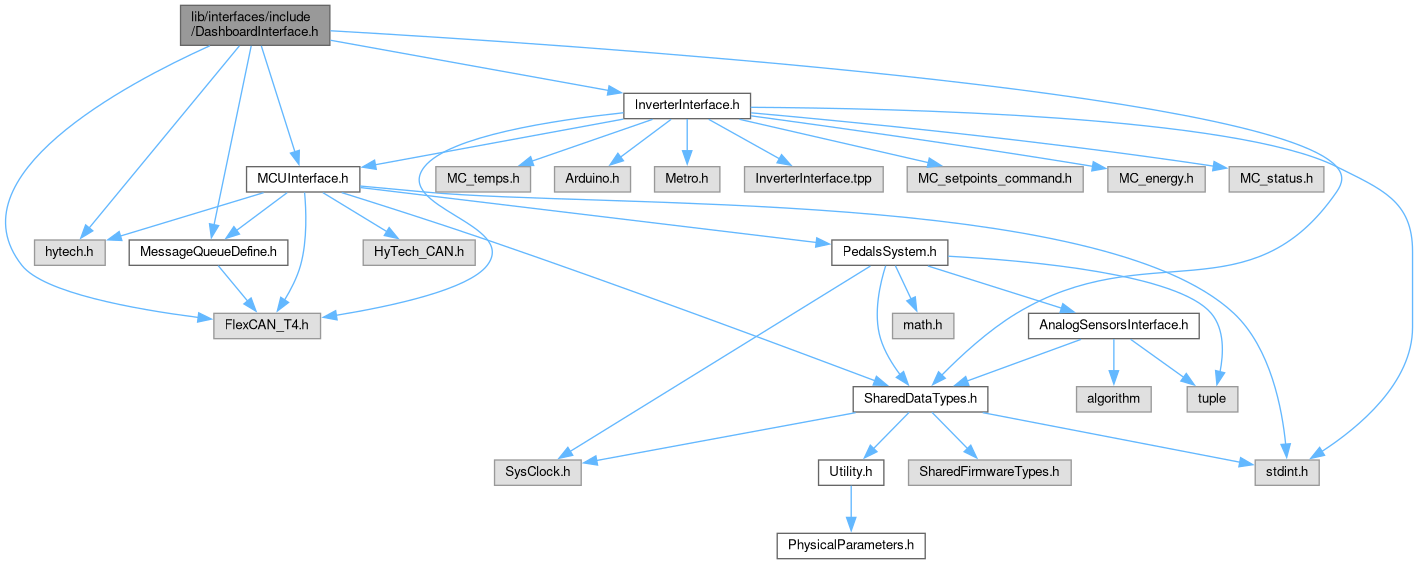 lib/interfaces/include
/DashboardInterface.h
InverterInterface.h
MCUInterface.h
MC_temps.h
Arduino.h
Metro.h
InverterInterface.tpp
MC_setpoints_command.h
MC_energy.h
MC_status.h
hytech.h
MessageQueueDefine.h
HyTech_CAN.h
PedalsSystem.h
FlexCAN_T4.h
math.h
AnalogSensorsInterface.h
SharedDataTypes.h
algorithm
tuple
SysClock.h
Utility.h
SharedFirmwareTypes.h
stdint.h
PhysicalParameters.h